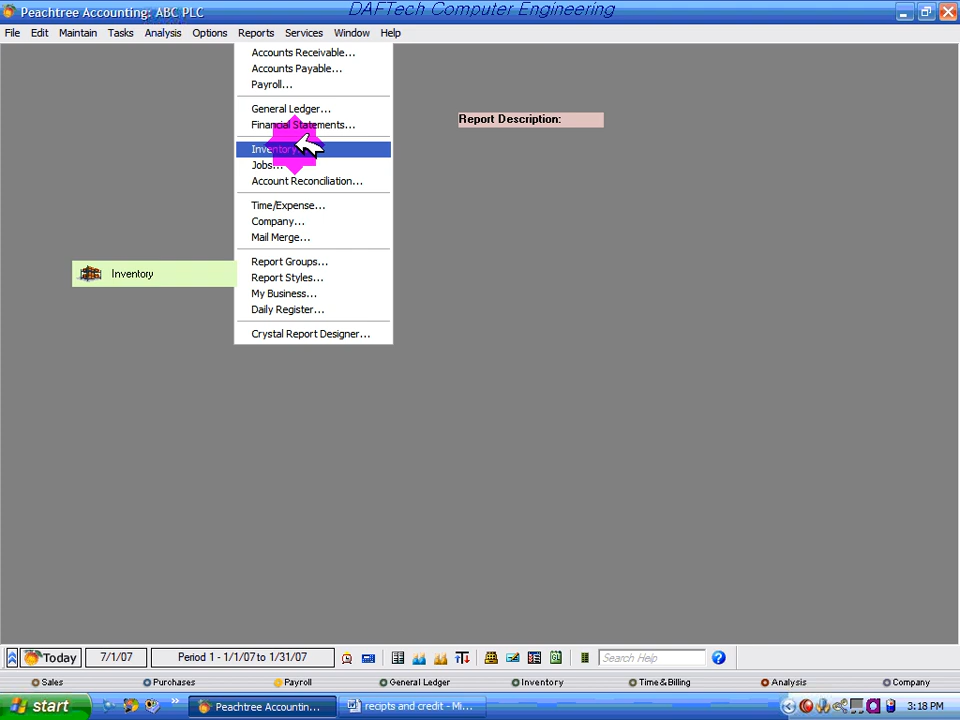 Peachtree Accounting: ABC PLC
DAFTech Computer Engineering
File Edit Maintain Tasks Analysis Options Reports Services Window Help
Accounts Receivable...
Accounts Payable...
Payroll...
General Ledger...
Financial Statements...
Inventory
Jobs...
Account Reconciliation...
Time/Expense...
Company...
Mail Merge...
Report Groups...
Report Styles...
My Business...
Daily Register...
Crystal Report Designer...
Report Description:
Inventory
Today 7/1/07 Period 1 - 1/1/07 to 1/31/07 Search Help
Sales Purchases Payroll General Ledger Inventory Time & Billing Analysis Company
start Peachtree Accountin... recipts and credit - Mi... 3:18 PM